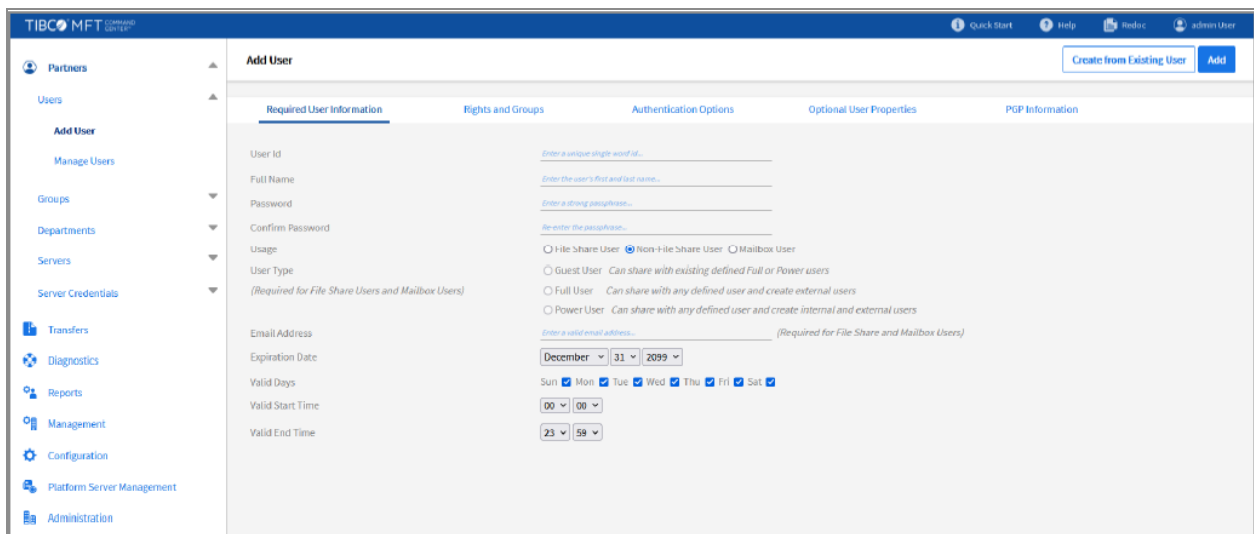 TIBCO MFT COMMAND CENTER
Quick Start Help Redoc admin User
Partners
Users
Add User
Manage Users
Groups
Departments
Servers
Server Credentials
Transfers
Diagnostics
Reports
Management
Configuration
Platform Server Management
Administration
Add User
Create from Existing User Add
Required User Information Rights and Groups Authentication Options Optional User Properties PGP Information
User Id Enter a unique single word id...
Full Name Enter the user's first and last name...
Password Enter a strong passphrase...
Confirm Password Re-enter the passphrase...
Usage File Share User Non-File Share User Mailbox User
User Type Guest User Can share with existing defined Full or Power users
(Required for File Share Users and Mailbox Users) Full User Can share with any defined user and create external users
Power User Can share with any defined user and create internal and external users
Email Address Enter a valid email address... (Required for File Share and Mailbox Users)
Expiration Date December 31 2099
Valid Days Sun Mon Tue Wed Thu Fri Sat
Valid Start Time 00 00
Valid End Time 23 59